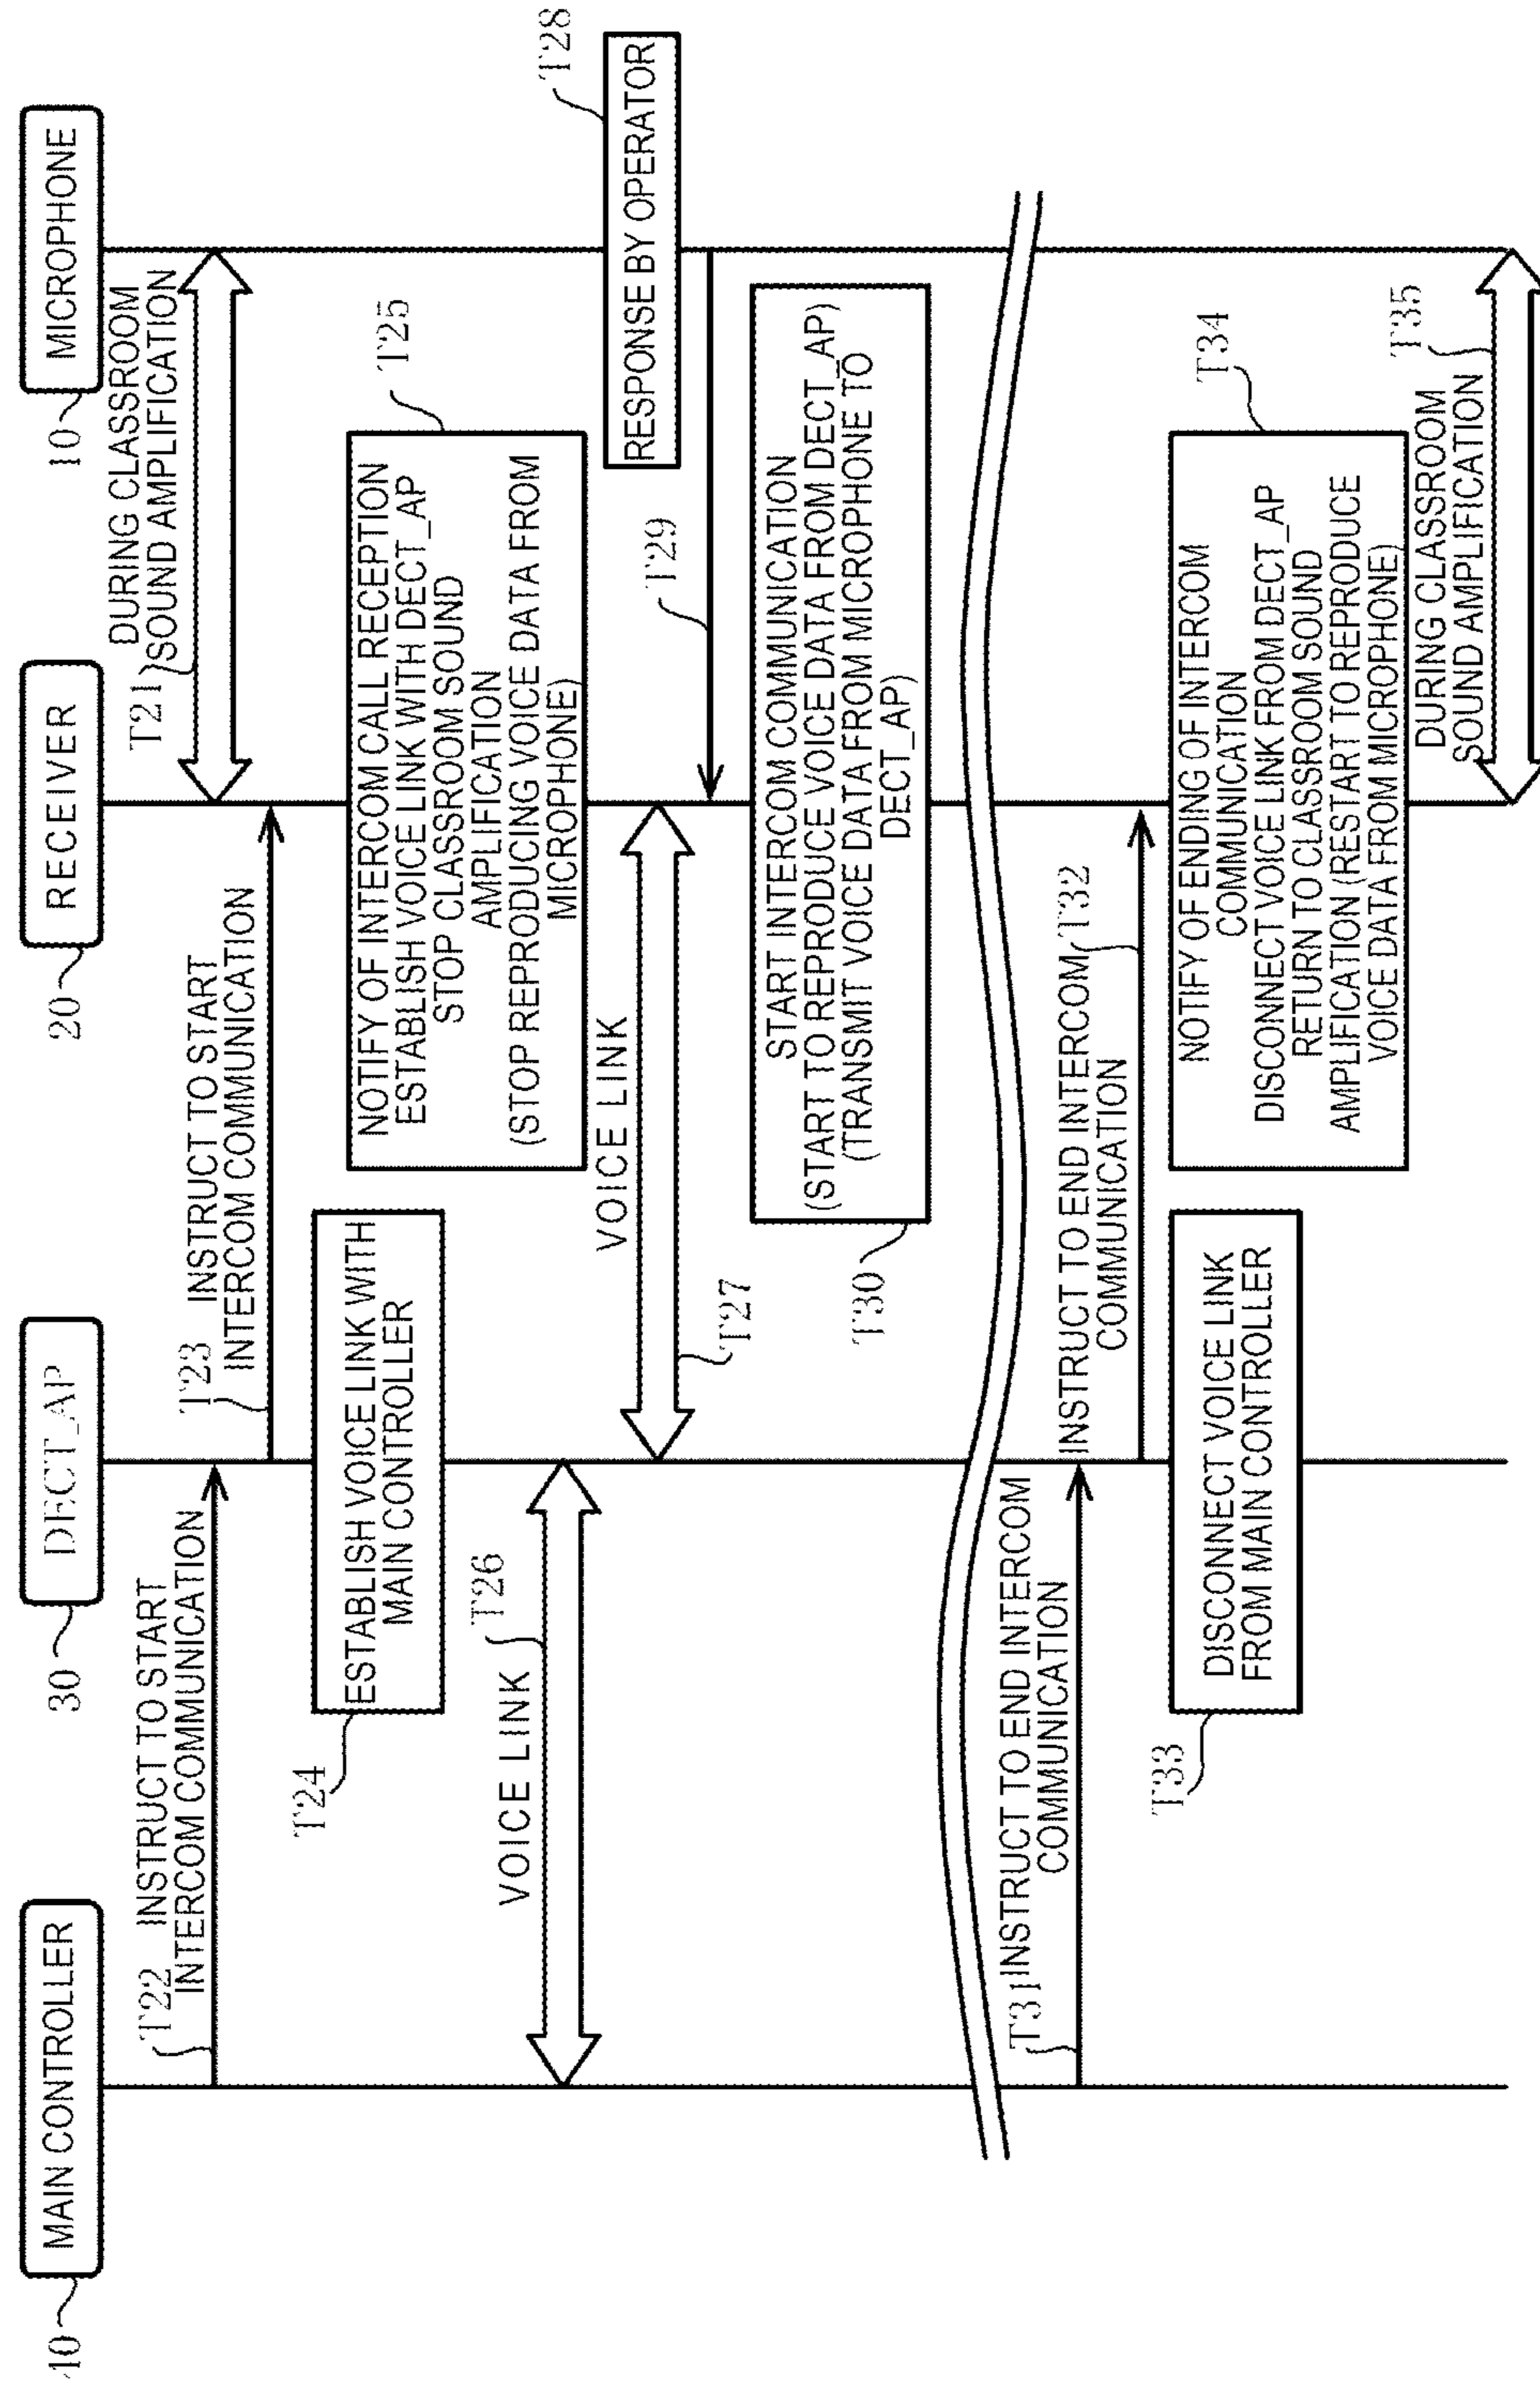 MAIN CONTROLLER
DECT_AP
RECEIVER
MICROPHONE
40
30
20
10
T21
DURING CLASSROOM
SOUND AMPLIFICATION
T22
INSTRUCT TO START
INTERCOM COMMUNICATION
T23
INSTRUCT TO START
INTERCOM COMMUNICATION
T24
ESTABLISH VOICE LINK WITH
MAIN CONTROLLER
T25
NOTIFY OF INTERCOM CALL RECEPTION
ESTABLISH VOICE LINK WITH DECT_AP
STOP CLASSROOM SOUND
AMPLIFICATION
(STOP REPRODUCING VOICE DATA FROM
MICROPHONE)
VOICE LINK
T26
VOICE LINK
T27
RESPONSE BY OPERATOR
T28
T29
START INTERCOM COMMUNICATION
(START TO REPRODUCE VOICE DATA FROM DECT_AP)
(TRANSMIT VOICE DATA FROM MICROPHONE TO
DECT_AP)
T30
T31
INSTRUCT TO END INTERCOM
COMMUNICATION
INSTRUCT TO END INTERCOM
COMMUNICATION
T32
T33
DISCONNECT VOICE LINK
FROM MAIN CONTROLLER
T34
NOTIFY OF ENDING OF INTERCOM
COMMUNICATION
DISCONNECT VOICE LINK FROM DECT_AP
RETURN TO CLASSROOM SOUND
AMPLIFICATION (RESTART TO REPRODUCE
VOICE DATA FROM MICROPHONE)
DURING CLASSROOM
SOUND AMPLIFICATION
T35